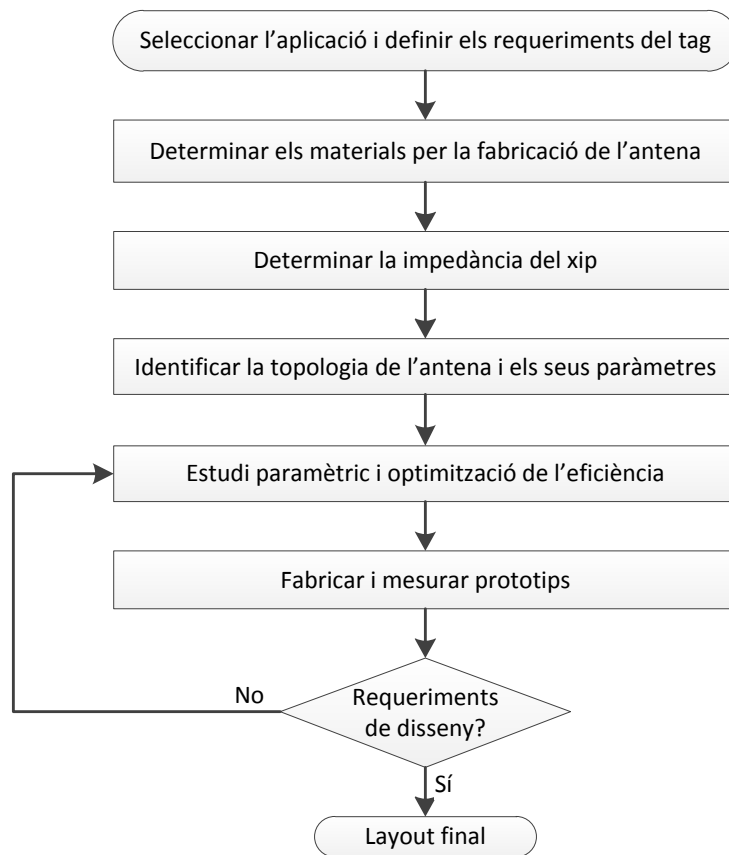 Seleccionar l’aplicació i definir els requeriments del tag
Determinar els materials per la fabricació de l’antena
Determinar la impedància del xip
Identificar la topologia de l’antena i els seus paràmetres
Estudi paramètric i optimització de l’eficiència
Fabricar i mesurar prototips
No
Requeriments
de disseny?
Sí
Layout final